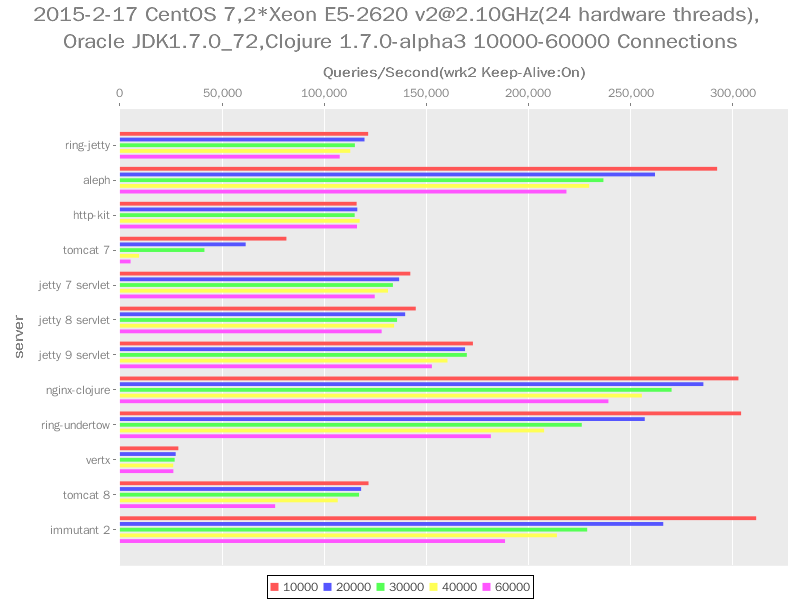 2015-2-17 CentOS 7,2*Xeon E5-2620 v2@2.10GHz(24 hardware threads),
Oracle JDK1.7.0_72,Clojure 1.7.0-alpha3 10000-60000 Connections
Queries/Second(wrk2 Keep-Alive:On)
0 50,000 100,000 150,000 200,000 250,000 300,000
server
ring-jetty
aleph
http-kit
tomcat 7
jetty 7 servlet
jetty 8 servlet
jetty 9 servlet
nginx-clojure
ring-undertow
vertx
tomcat 8
immutant 2
10000 20000 30000 40000 60000